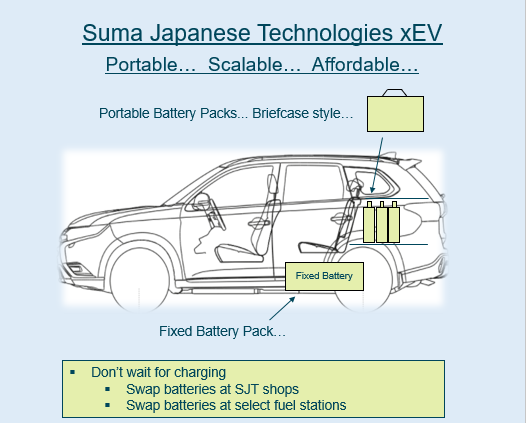 Suma Japanese Technologies xEV
Portable… Scalable… Affordable…
Portable Battery Packs... Briefcase style…
Fixed Battery
Fixed Battery Pack…
▪ Don’t wait for charging
▪ Swap batteries at SJT shops
▪ Swap batteries at select fuel stations